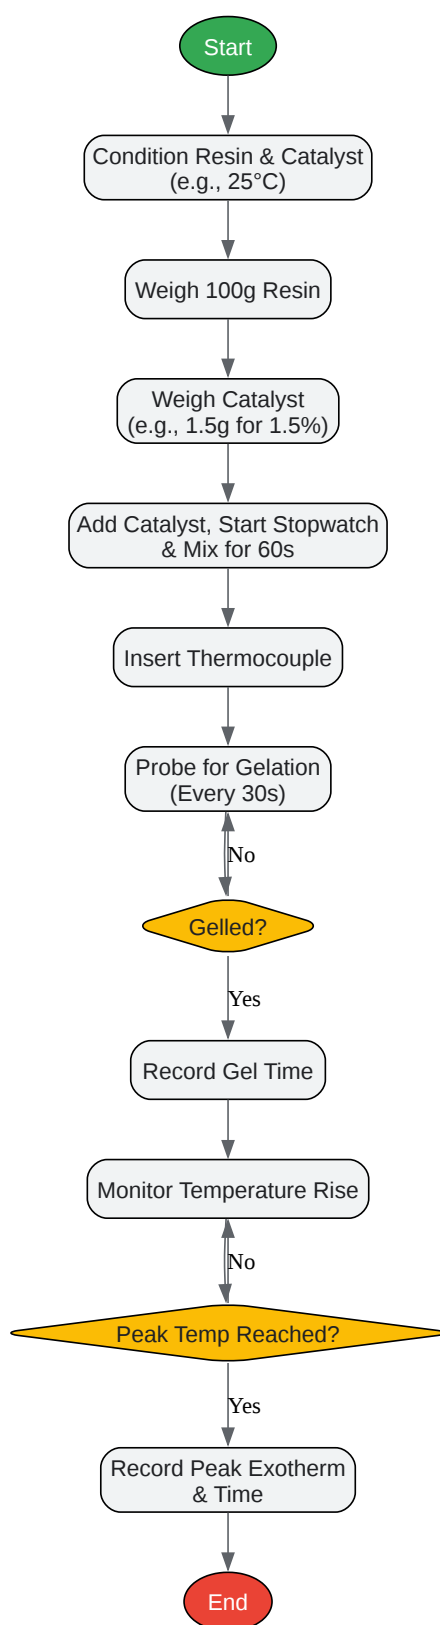 Start
Condition Resin & Catalyst
(e.g., 25°C)
Weigh 100g Resin
Weigh Catalyst
(e.g., 1.5g for 1.5%)
Add Catalyst, Start Stopwatch
& Mix for 60s
Insert Thermocouple
Probe for Gelation
(Every 30s)
No
Gelled?
Yes
Record Gel Time
Monitor Temperature Rise
No
Peak Temp Reached?
Yes
Record Peak Exotherm
& Time
End